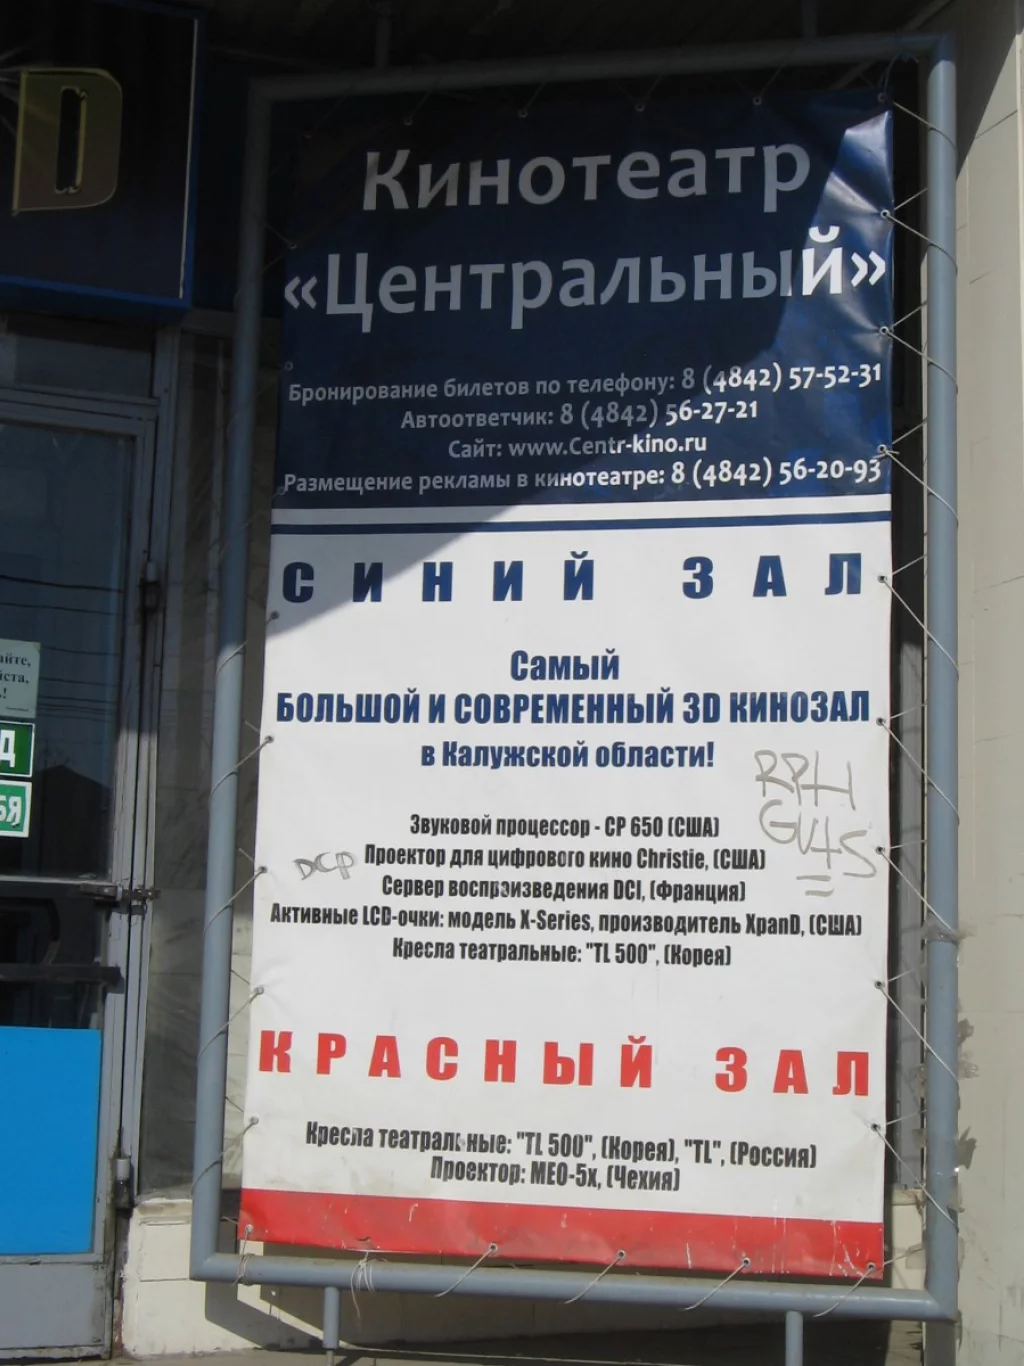 D
Кинотеатр
«Центральный»
Бронирование билетов по телефону: 8 (4842) 57-52-31
Автоответчик: 8 (4842) 56-27-21
Сайт: www.Centr-kino.ru
Размещение рекламы в кинотеатре: 8 (4842) 56-20-93
СИНИЙ ЗАЛ
Самый
БОЛЬШОЙ И СОВРЕМЕННЫЙ 3D КИНОЗАЛ
в Калужской области!
RPH
GUTS
Звуковой процессор - CP 650 (США)
DCP
Проектор для цифрового кино Christie, (США)
Сервер воспроизведения DCI, (Франция)
Активные LCD-очки: модель X-Series, производитель XpanD, (США)
Кресла театральные: "TL 500", (Корея)
КРАСНЫЙ ЗАЛ
Кресла театральные: "TL 500", (Корея), "TL", (Россия)
Проектор: МЕО-5х, (Чехия)